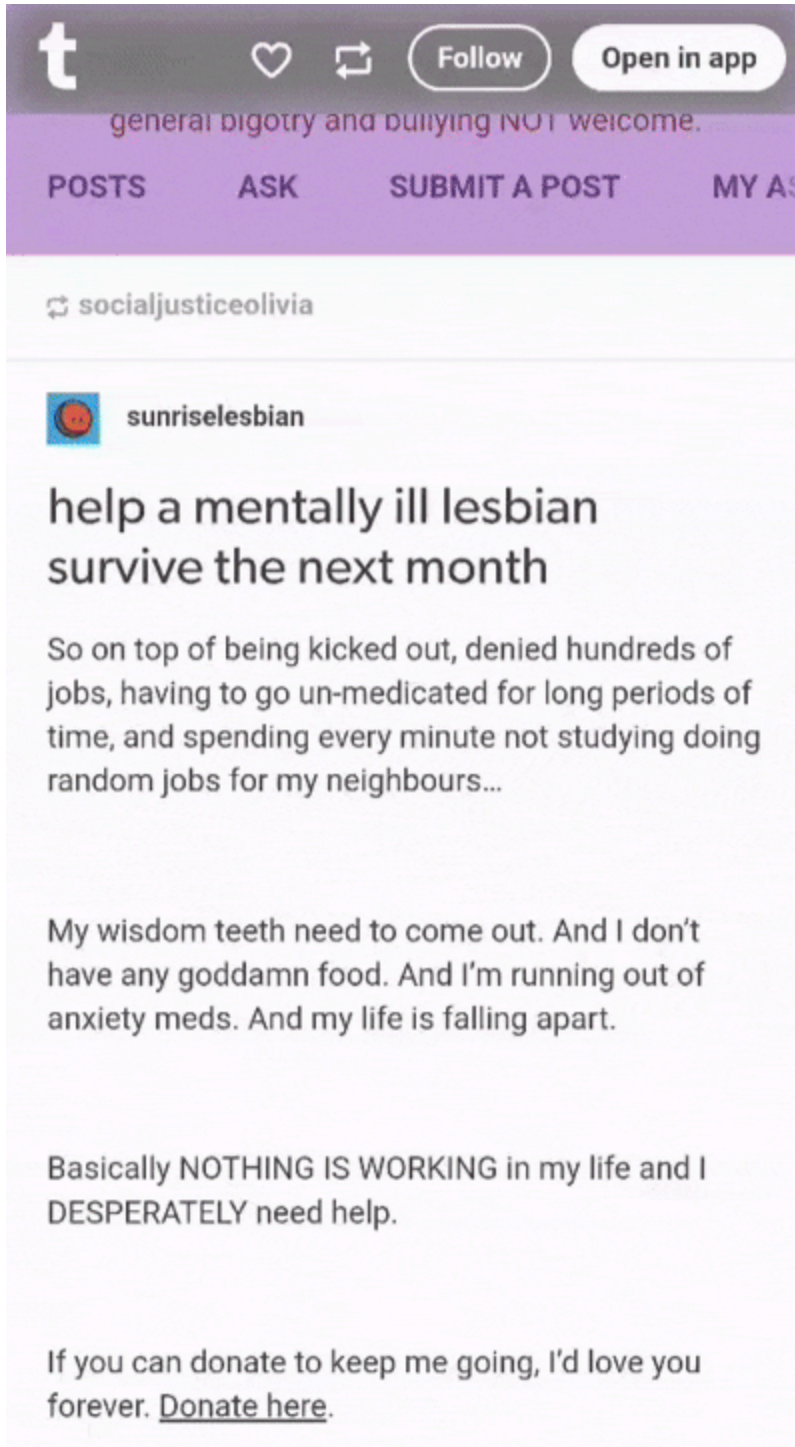 t
Follow
Open in app
general bigotry and bullying NOT welcome.
POSTS ASK SUBMIT A POST MY AS
socialjusticeolivia
sunriselesbian
help a mentally ill lesbian
survive the next month
So on top of being kicked out, denied hundreds of
jobs, having to go un-medicated for long periods of
time, and spending every minute not studying doing
random jobs for my neighbours...
My wisdom teeth need to come out. And I don't
have any goddamn food. And I'm running out of
anxiety meds. And my life is falling apart.
Basically NOTHING IS WORKING in my life and I
DESPERATELY need help.
If you can donate to keep me going, I'd love you
forever. Donate here.